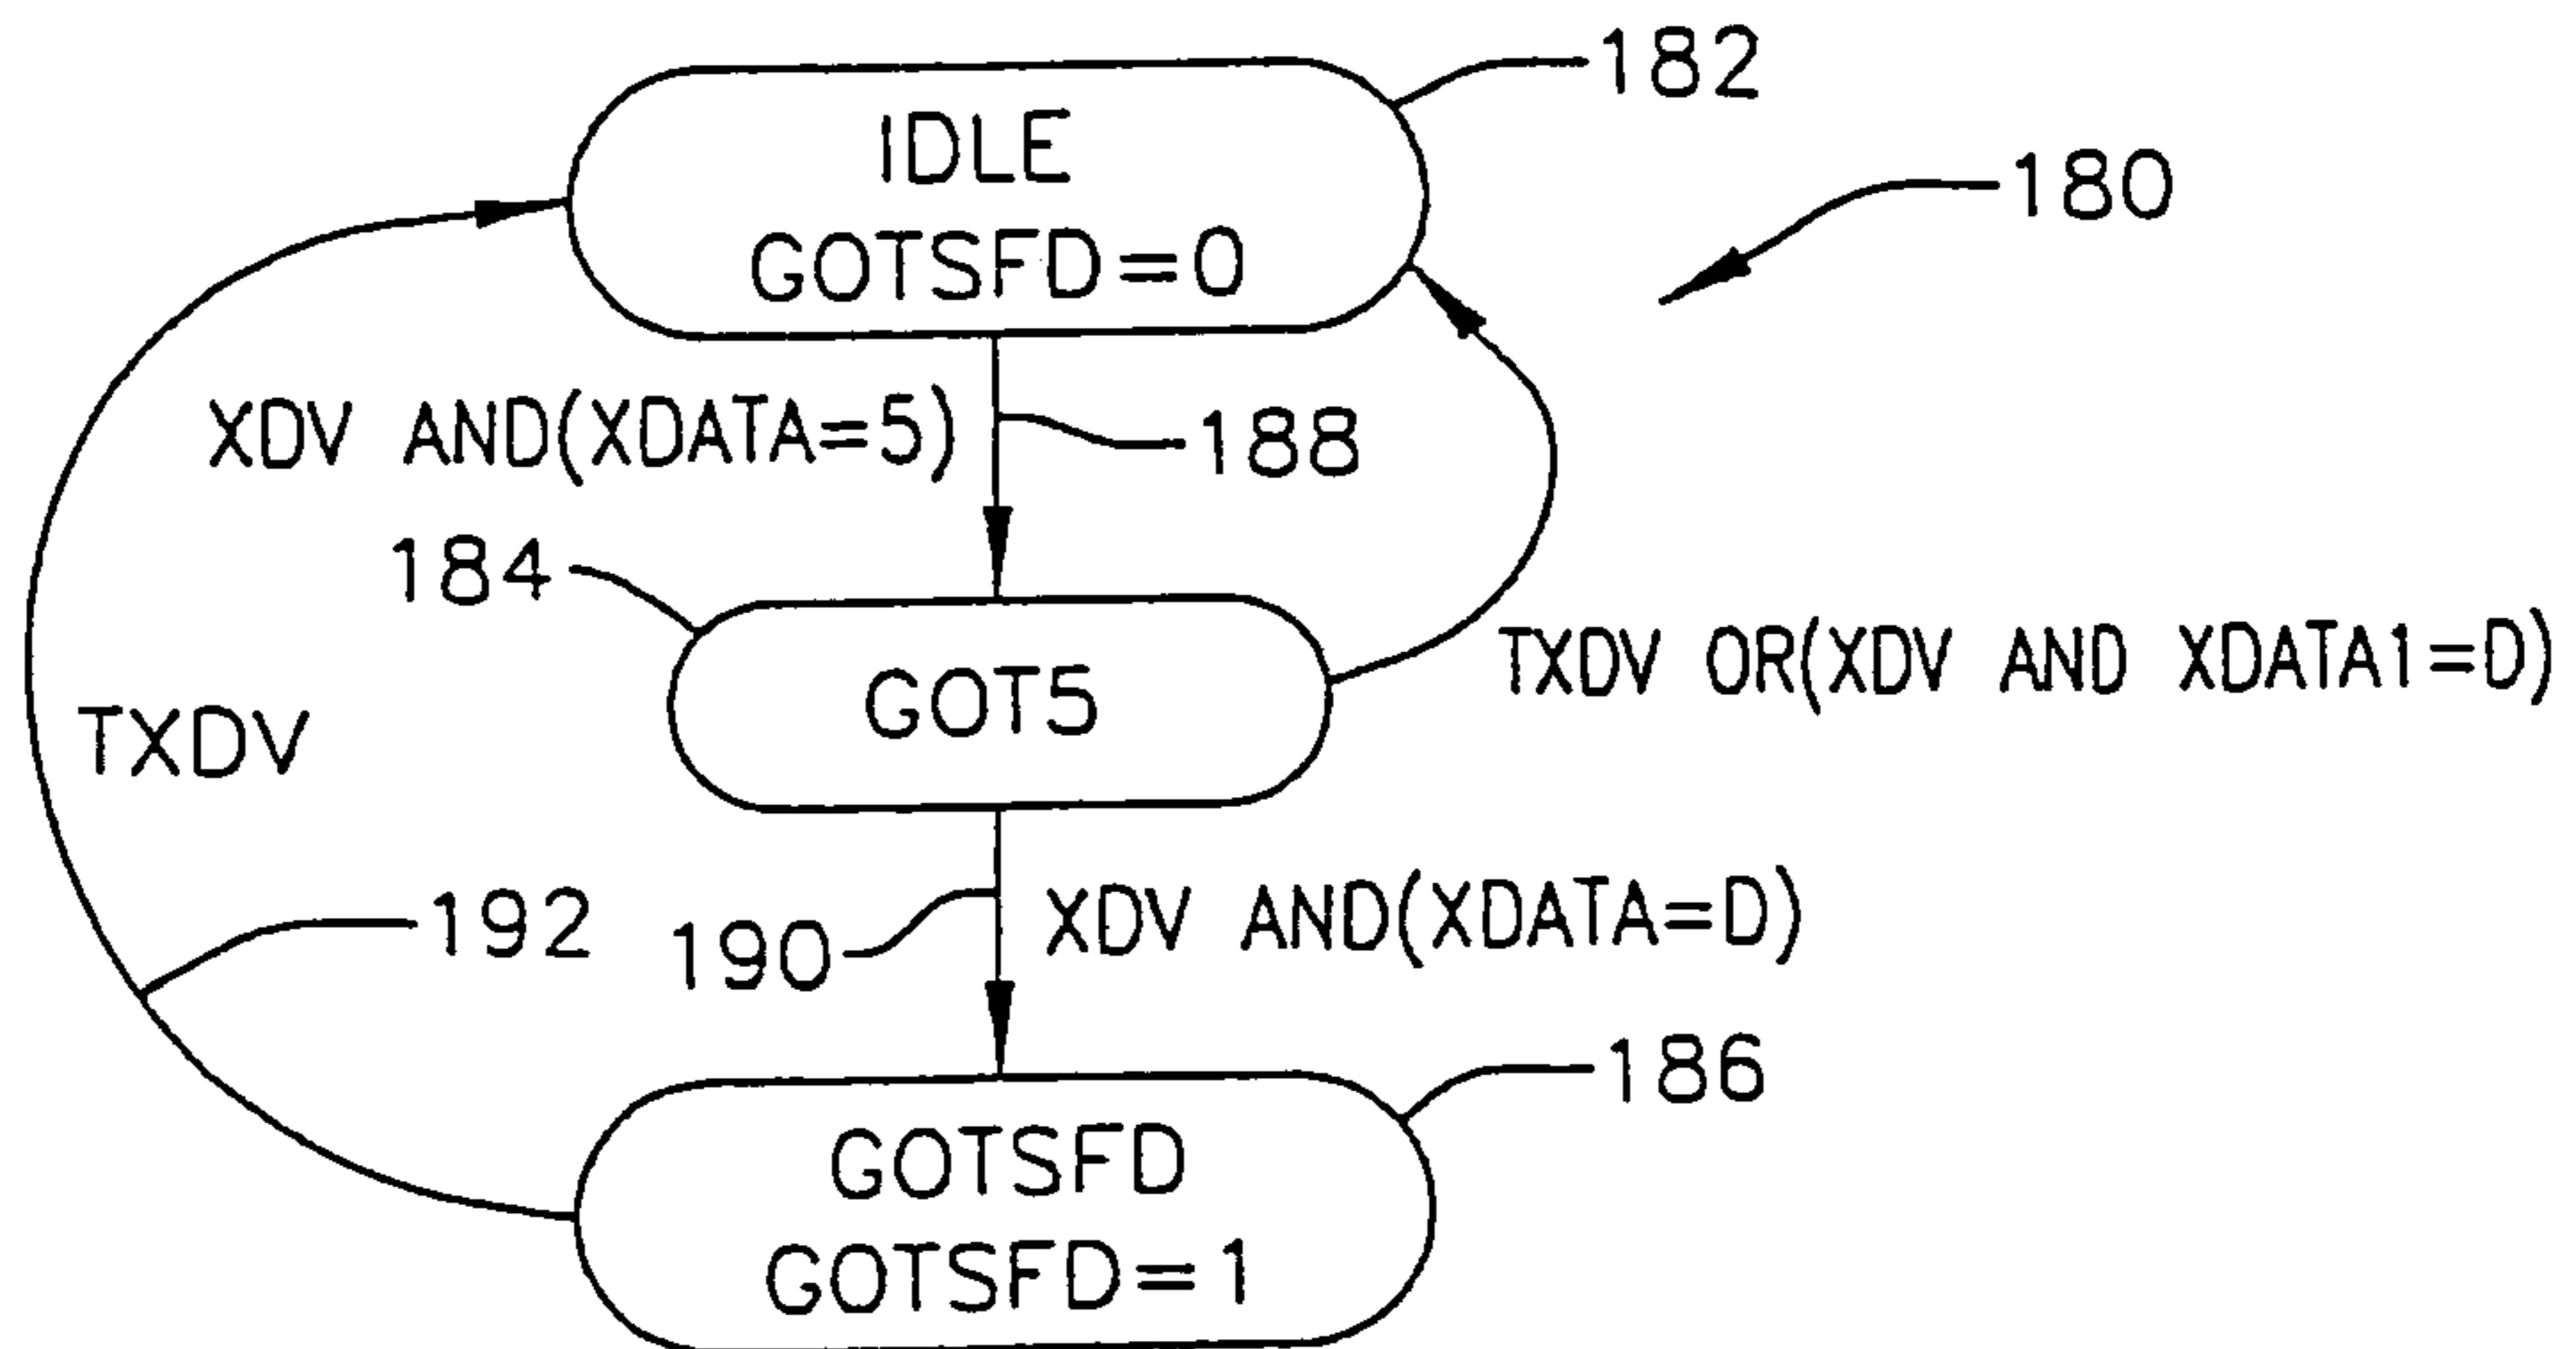 182
IDLE
GOTSFD=0
180
XDV AND(XDATA=5)
188
184
GOT5
TXDV OR(XDV AND XDATA1=D)
TXDV
192
190
XDV AND(XDATA=D)
186
GOTSFD
GOTSFD=1